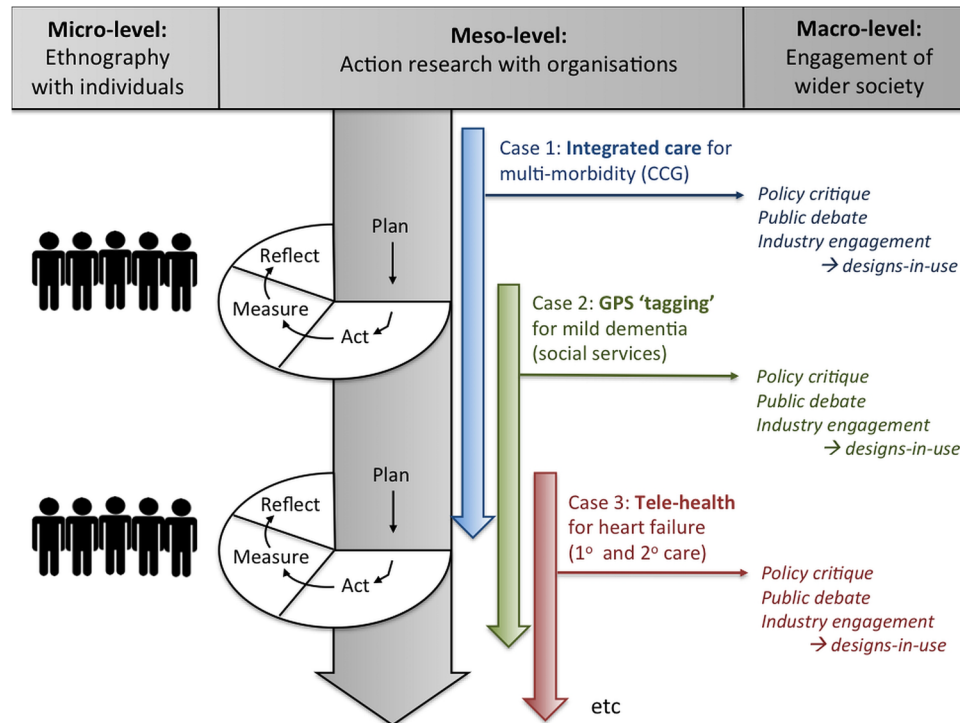 Micro-level:
Ethnography
with individuals
Meso-level:
Action research with organisations
Macro-level:
Engagement of
wider society
Case 1: Integrated care for
multi-morbidity (CCG)
Policy critique
Public debate
Industry engagement
→ designs-in-use
Plan
Reflect
Measure
Act
Case 2: GPS ‘tagging’
for mild dementia
(social services)
Policy critique
Public debate
Industry engagement
→ designs-in-use
Plan
Reflect
Measure
Act
Case 3: Tele-health
for heart failure
(1º and 2º care)
Policy critique
Public debate
Industry engagement
→ designs-in-use
etc